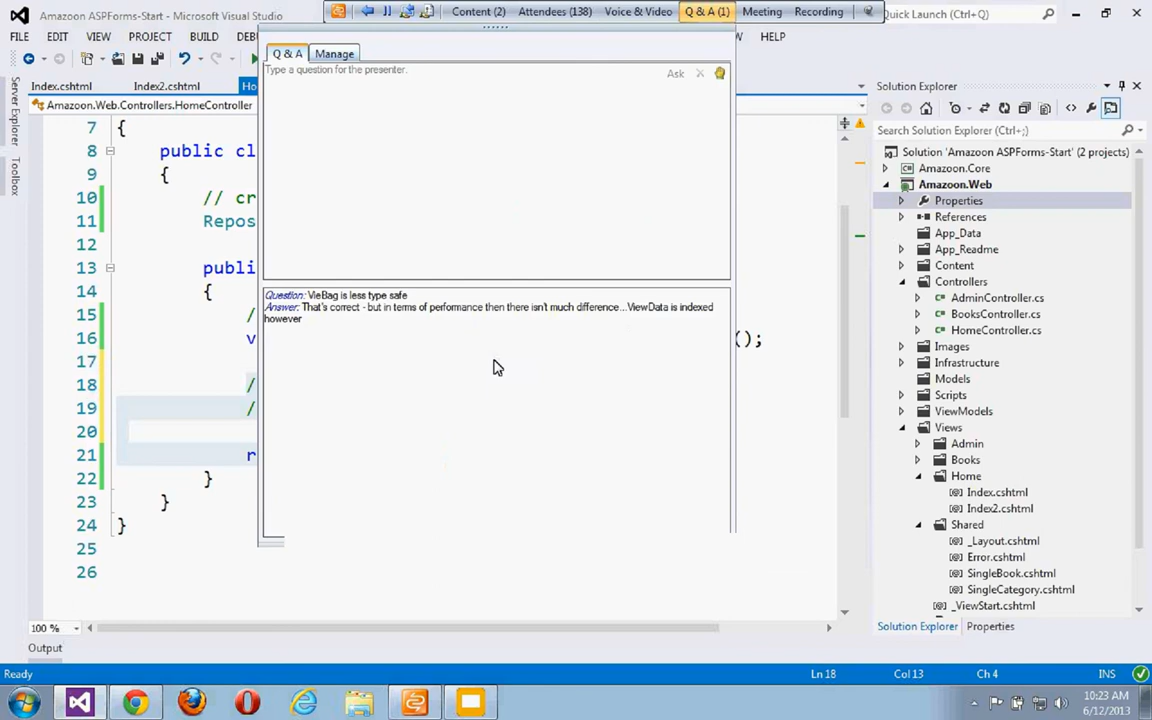 Amazoon ASPForms-Start - Microsoft Visual Studio
Content (2) Attendees (138) Voice & Video Q & A (1) Meeting Recording
Quick Launch (Ctrl+Q)
FILE EDIT VIEW PROJECT BUILD DEBU W HELP
Q & A Manage
Type a question for the presenter.
Ask
Index.cshtml Index2.cshtml Ho
Amazoon.Web.Controllers.HomeController
Server Explorer
Toolbox
7 {
8 public cl
9 {
10 // cr
11 Repos
12
13 public
14 {
15 /
16 v ();
17
18 /
19 /
20
21 r
22 }
23 }
24 }
25
26
Question: VieBag is less type safe
Answer: That's correct - but in terms of performance then there isn't much difference...ViewData is indexed
however
Solution Explorer
Search Solution Explorer (Ctrl+;)
Solution 'Amazoon ASPForms-Start' (2 projects)
Amazoon.Core
Amazoon.Web
Properties
References
App_Data
App_Readme
Content
Controllers
AdminController.cs
BooksController.cs
HomeController.cs
Images
Infrastructure
Models
Scripts
ViewModels
Views
Admin
Books
Home
Index.cshtml
Index2.cshtml
Shared
_Layout.cshtml
Error.cshtml
SingleBook.cshtml
SingleCategory.cshtml
_ViewStart.cshtml
Solution Explorer Properties
100 %
Output
Ready Ln 18 Col 13 Ch 4 INS
10:23 AM
6/12/2013